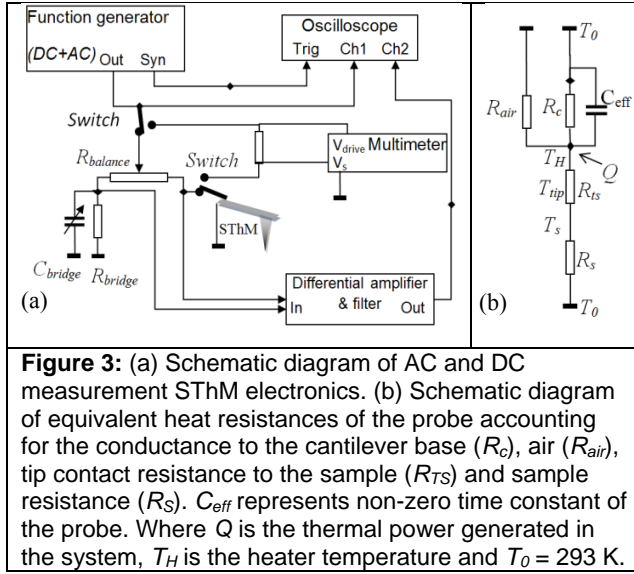 Function generator
(DC+AC) Out Syn
(a)
Oscilloscope
Trig Ch1 Ch2
Switch
R_balance
Switch
V_drive Multimeter
V_s
SThM
C_bridge R_bridge
Differential amplifier
& filter
In Out
(b)
T_0
R_air R_c C_eff
T_H Q
T_tip R_ts
T_s
R_s
T_0
Figure 3: (a) Schematic diagram of AC and DC
measurement SThM electronics. (b) Schematic diagram
of equivalent heat resistances of the probe accounting
for the conductance to the cantilever base (R_c), air (R_air),
tip contact resistance to the sample (R_TS) and sample
resistance (R_S). C_eff represents non-zero time constant of
the probe. Where Q is the thermal power generated in
the system, T_H is the heater temperature and T_0 = 293 K.